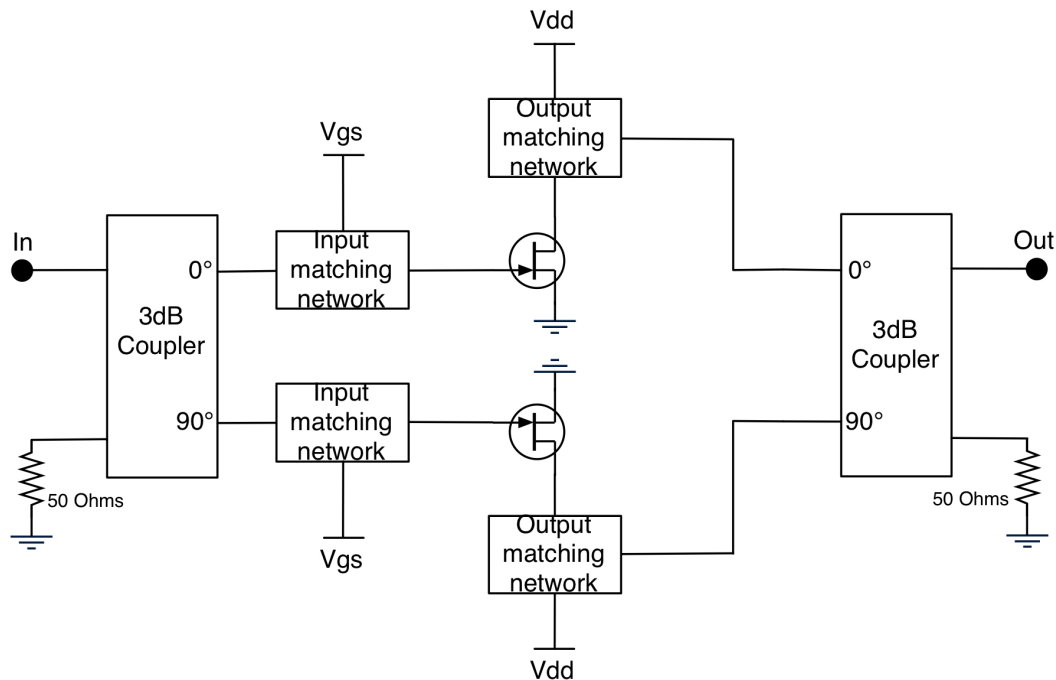 Vdd
Output
matching
network
Vgs
In
0°
Input
matching
network
3dB
Coupler
0°
Out
3dB
Coupler
90°
Input
matching
network
90°
50 Ohms
50 Ohms
Vgs
Output
matching
network
Vdd